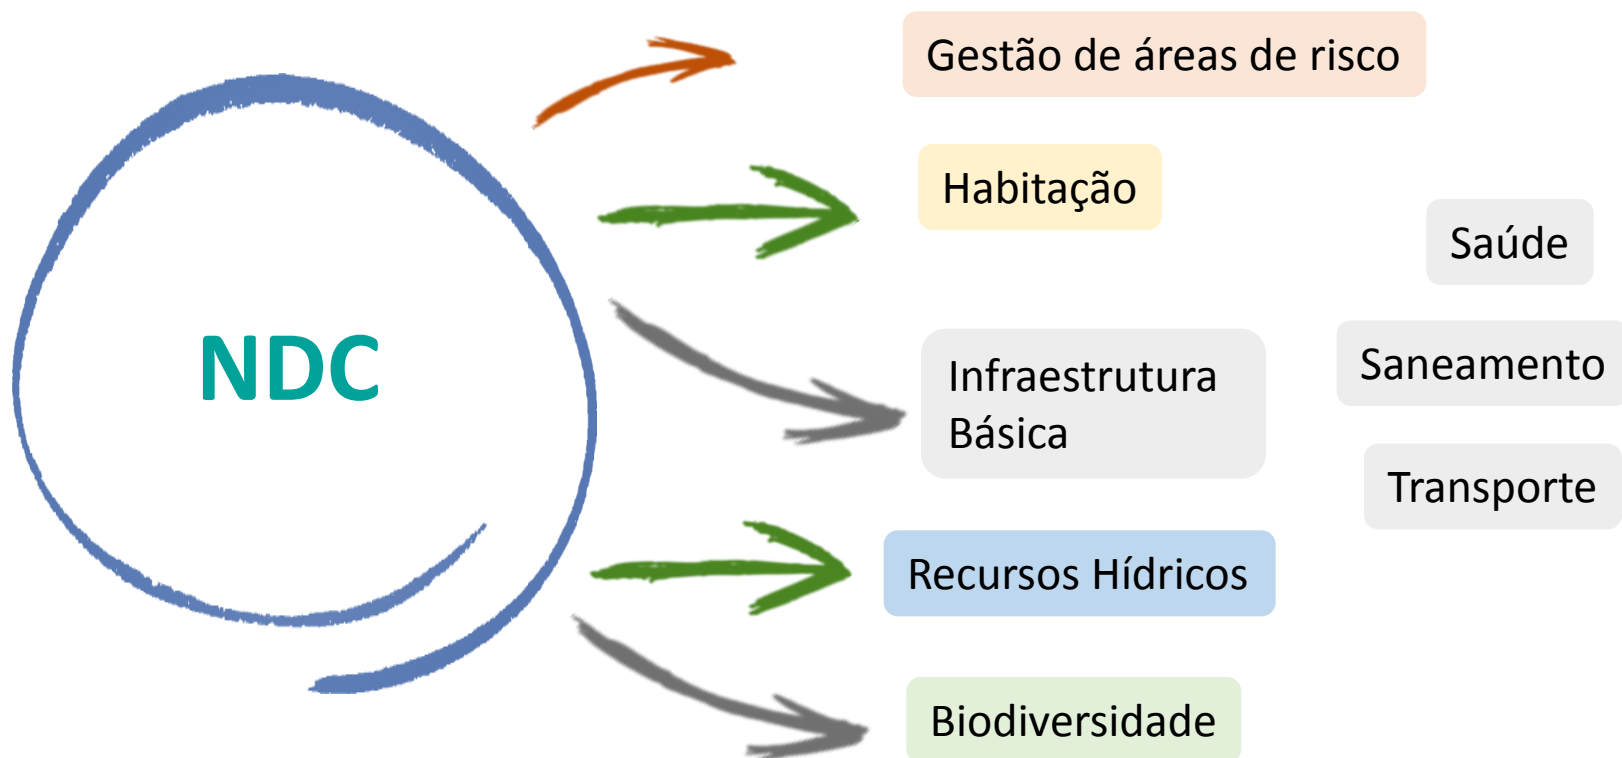 NDC
Gestão de áreas de risco
Habitação
Infraestrutura
Básica
Saúde
Saneamento
Transporte
Recursos Hídricos
Biodiversidade